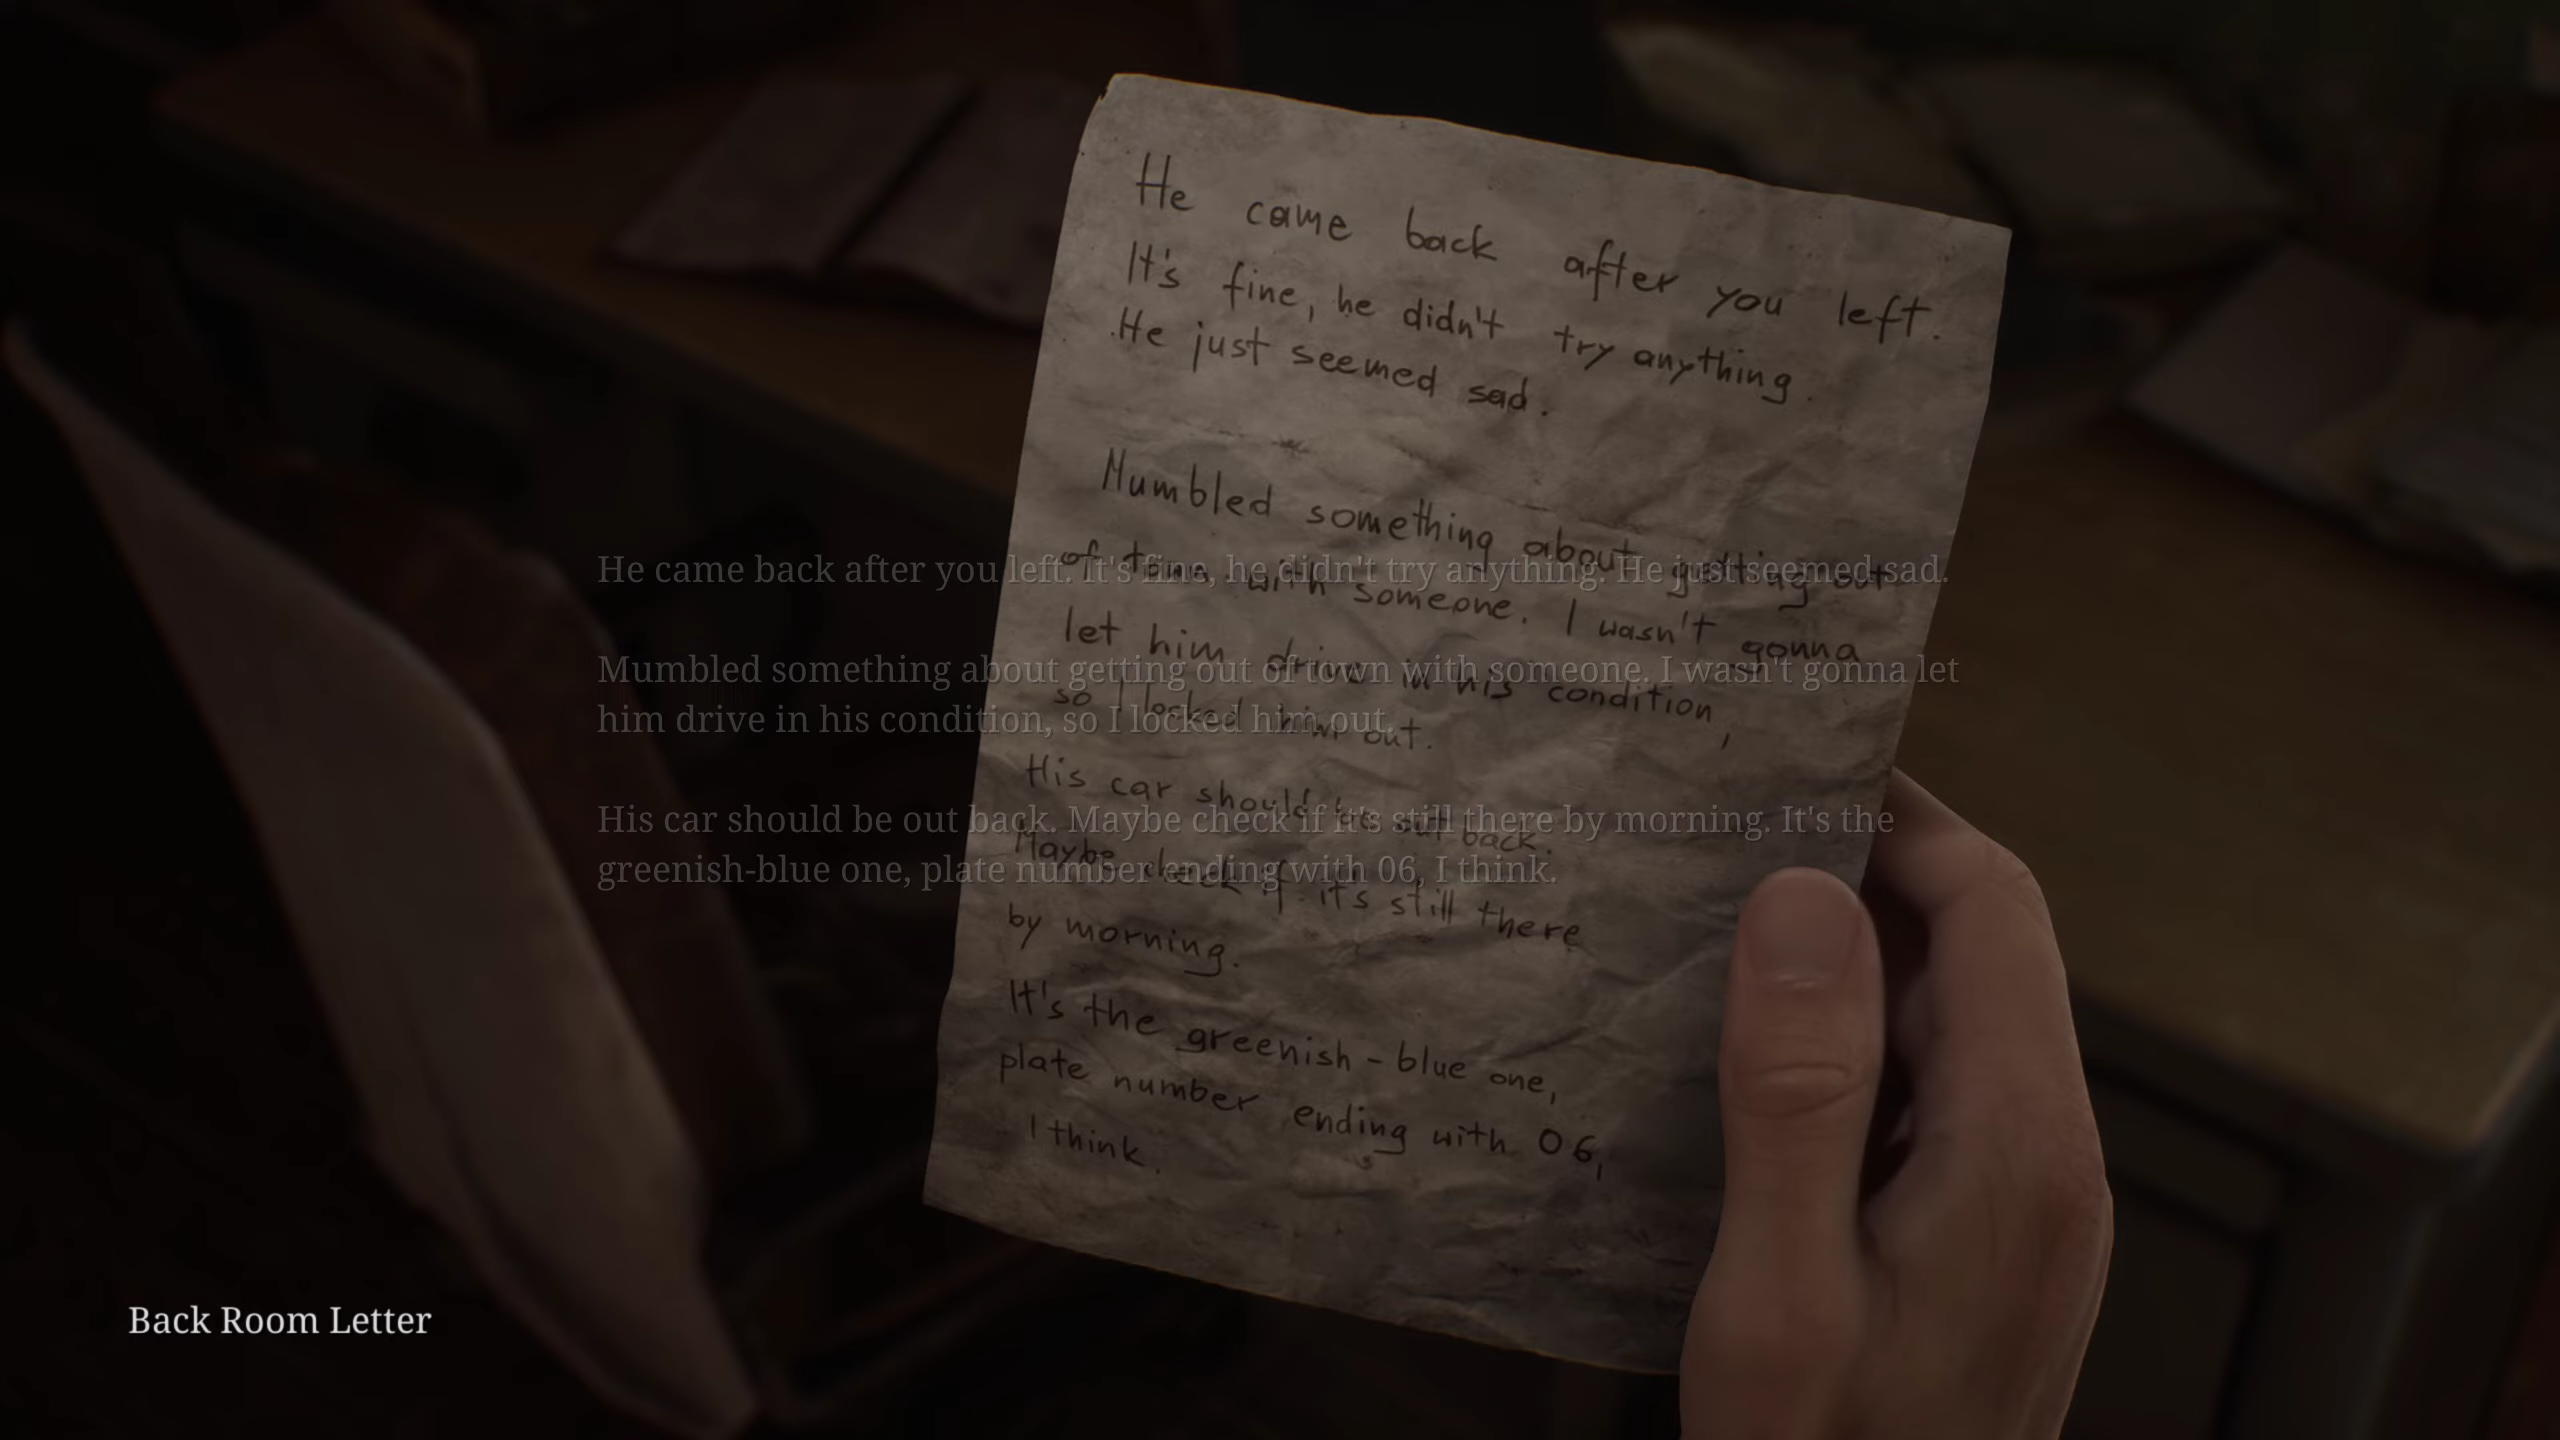 He came back after you left.
It's fine, he didn't try anything.
He just seemed sad.
Mumbled something about getting out
of town with someone. I wasn't gonna
let him drive in his condition,
so I locked him out.
His car should be out back.
Maybe check if it's still there
by morning.
It's the greenish-blue one,
plate number ending with 06,
I think.
He came back after you left. It's fine, he didn't try anything. He just seemed sad.
Mumbled something about getting out of town with someone. I wasn't gonna let
him drive in his condition, so I locked him out.
His car should be out back. Maybe check if it's still there by morning. It's the
greenish-blue one, plate number ending with 06, I think.
Back Room Letter